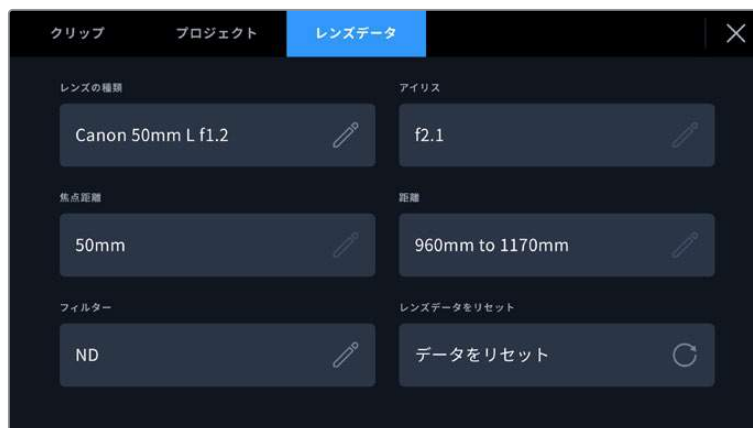 クリップ プロジェクト レンズデータ
レンズの種類 アイリス
Canon 50mm L f1.2 f2.1
焦点距離 距離
50mm 960mm to 1170mm
フィルター レンズデータをリセット
ND データをリセット